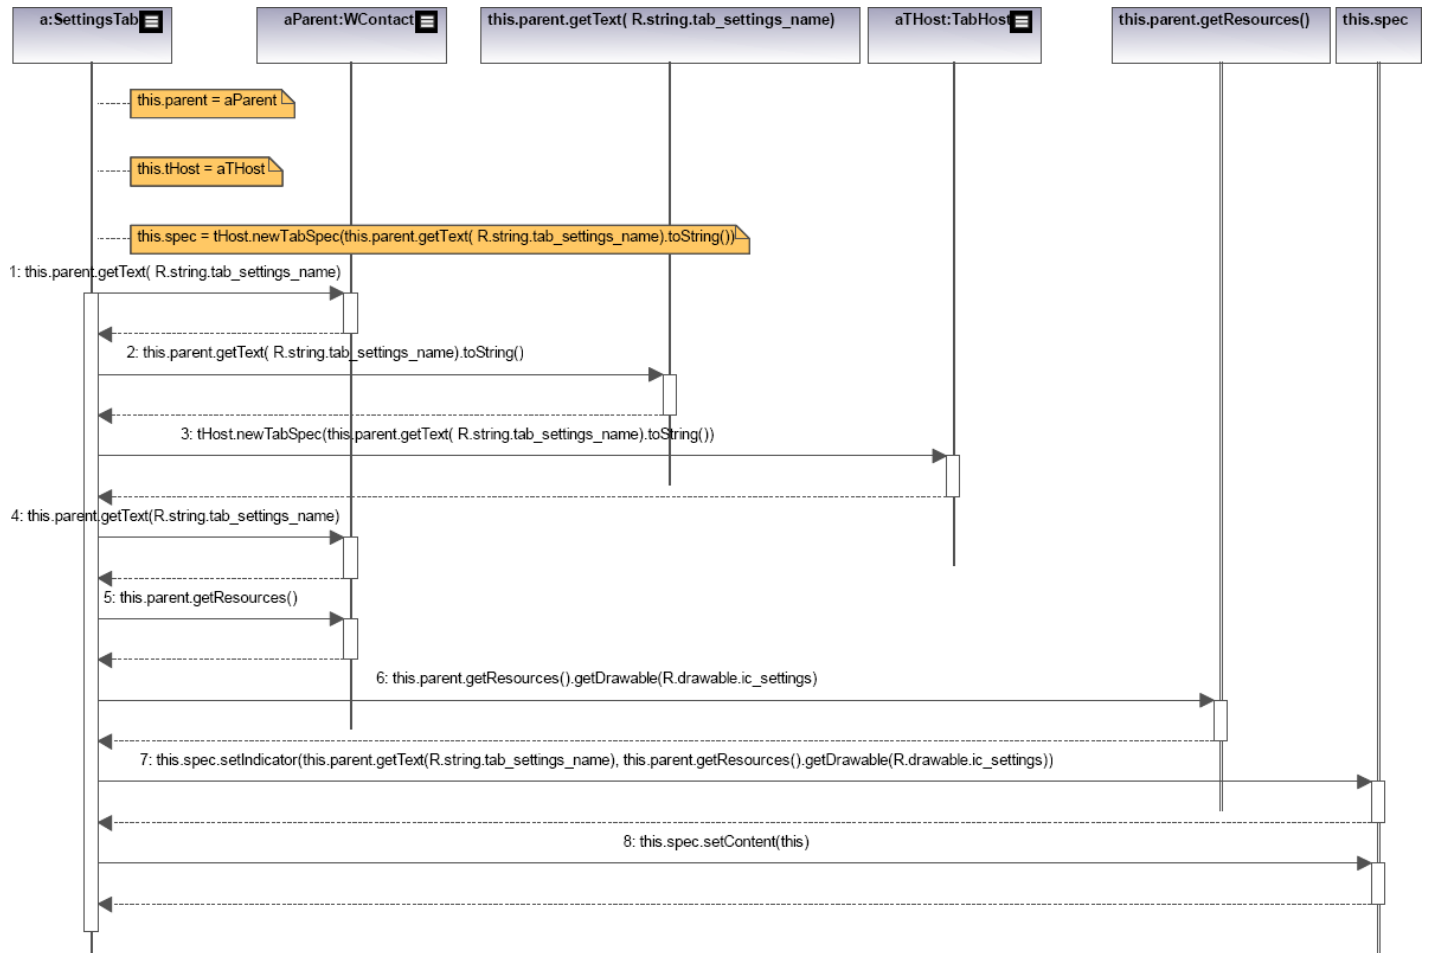 a:SettingsTab
aParent:WContact
this.parent.getText( R.string.tab_settings_name)
aTHost:TabHost
this.parent.getResources()
this.spec
this.parent = aParent
this.tHost = aTHost
this.spec = tHost.newTabSpec(this.parent.getText( R.string.tab_settings_name).toString())
1: this.parent.getText( R.string.tab_settings_name)
2: this.parent.getText( R.string.tab_settings_name).toString()
3: tHost.newTabSpec(this.parent.getText( R.string.tab_settings_name).toString())
4: this.parent.getText(R.string.tab_settings_name)
5: this.parent.getResources()
6: this.parent.getResources().getDrawable(R.drawable.ic_settings)
7: this.spec.setIndicator(this.parent.getText(R.string.tab_settings_name), this.parent.getResources().getDrawable(R.drawable.ic_settings))
8: this.spec.setContent(this)